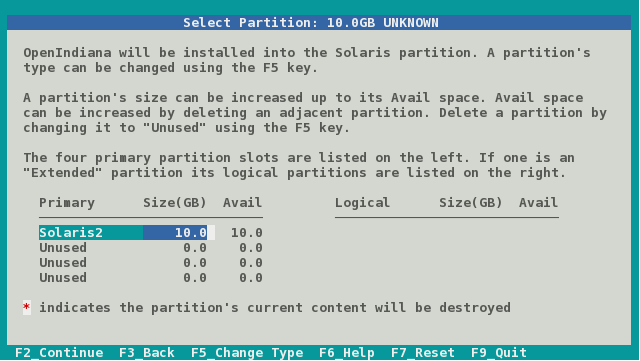 Select Partition: 10.0GB UNKNOWN
OpenIndiana will be installed into the Solaris partition. A partition's
type can be changed using the F5 key.
A partition's size can be increased up to its Avail space. Avail space
can be increased by deleting an adjacent partition. Delete a partition by
changing it to "Unused" using the F5 key.
The four primary partition slots are listed on the left. If one is an
"Extended" partition its logical partitions are listed on the right.
Primary Size(GB) Avail Logical Size(GB) Avail
Solaris2 10.0 10.0
Unused 0.0 0.0
Unused 0.0 0.0
Unused 0.0 0.0
* indicates the partition's current content will be destroyed
F2_Continue F3_Back F5_Change Type F6_Help F7_Reset F9_Quit